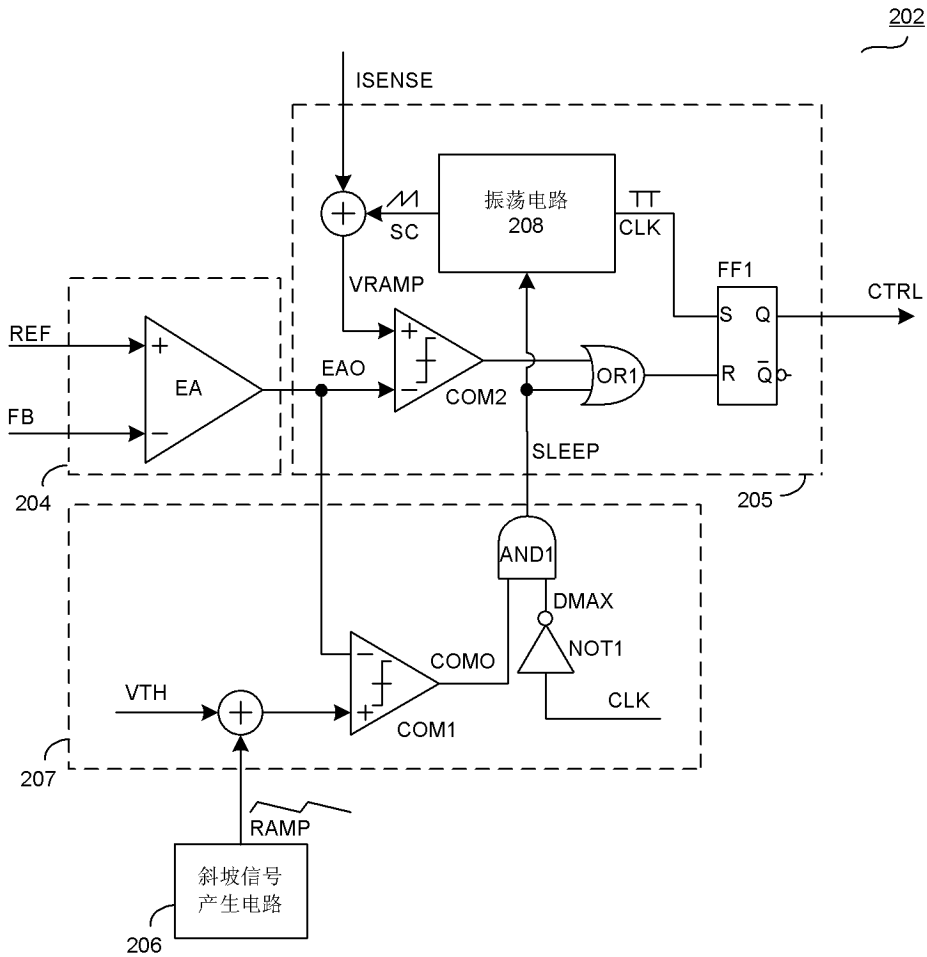 202
ISENSE
振荡电路
208
SC
CLK
VRAMP
FF1
S Q
R Q̅
CTRL
REF
+
EA
FB
−
EAO
+
−
COM2
OR1
204
SLEEP
205
AND1
DMAX
NOT1
CLK
COMO
−
+
COM1
VTH
+
207
RAMP
斜坡信号
产生电路
206